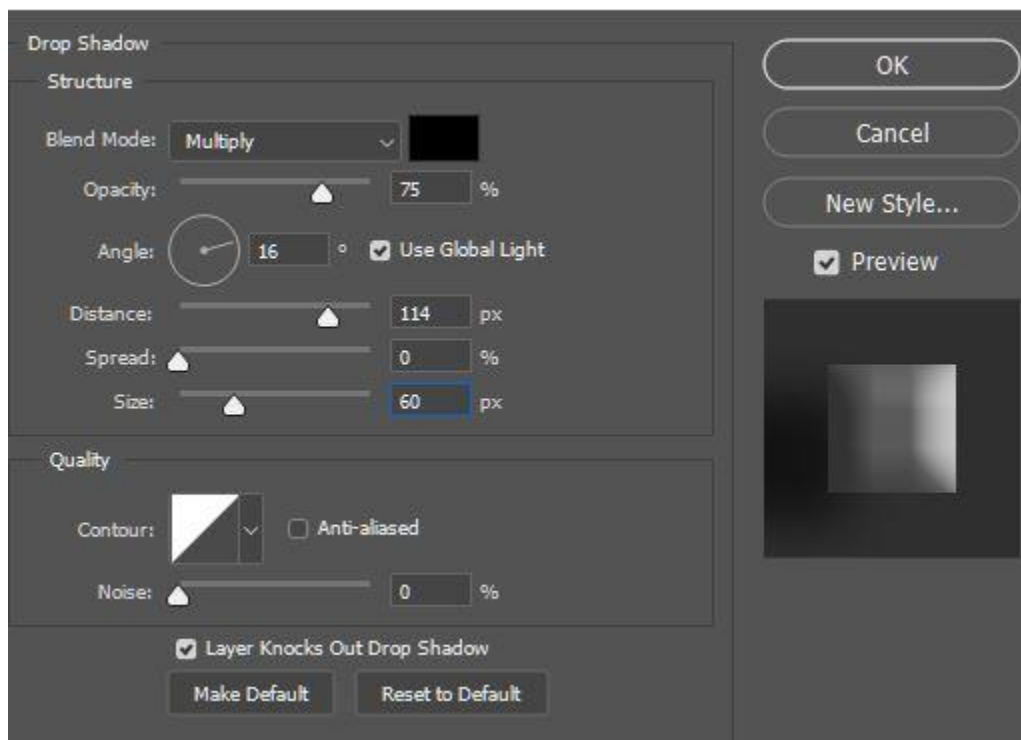 Drop Shadow
Structure
Blend Mode: Multiply
Opacity: 75 %
Angle: 16 ° Use Global Light
Distance: 114 px
Spread: 0 %
Size: 60 px
Quality
Contour: Anti-aliased
Noise: 0 %
Layer Knocks Out Drop Shadow
Make Default Reset to Default
OK
Cancel
New Style...
Preview